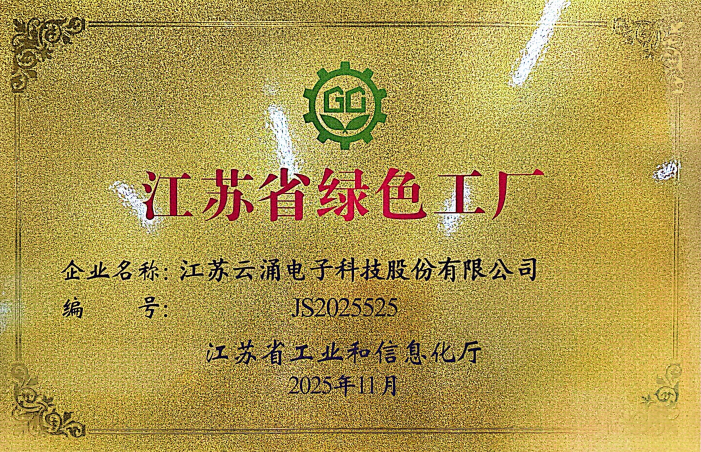 GC
江苏省绿色工厂
企业名称：江苏云涌电子科技股份有限公司
编 号： JS2025525
江苏省工业和信息化厅
2025年11月